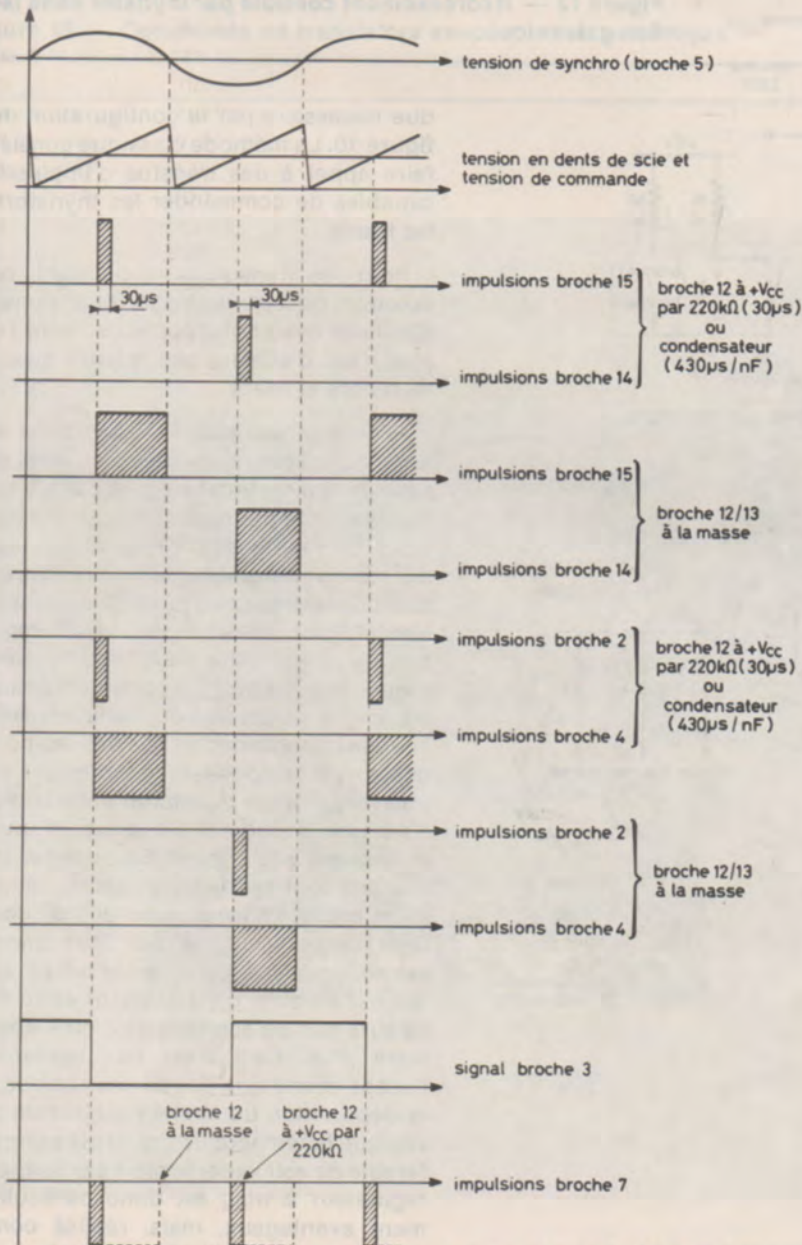 tension de synchro (broche 5)
tension en dents de scie et
tension de commande
impulsions broche 15
30µs
30µs
broche 12 à +Vcc
par 220kΩ (30µs)
ou
condensateur
(430µs/nF)
impulsions broche 14
impulsions broche 15
broche 12/13
à la masse
impulsions broche 14
impulsions broche 2
broche 12 à +Vcc
par 220kΩ (30µs)
ou
condensateur
(430µs/nF)
impulsions broche 4
impulsions broche 2
broche 12/13
à la masse
impulsions broche 4
signal broche 3
broche 12
à la masse
broche 12
à +Vcc par
220kΩ
impulsions broche 7